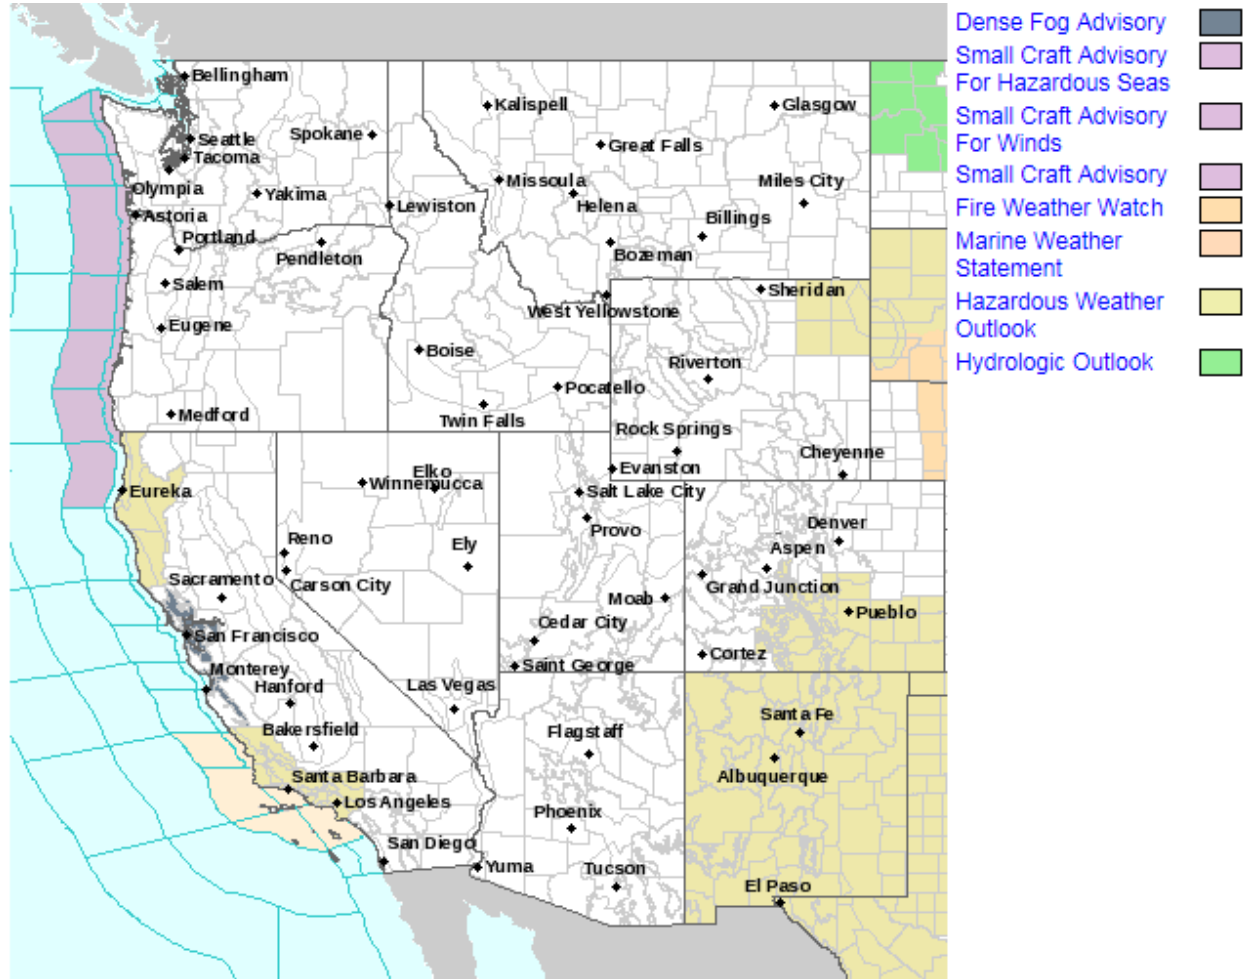 Dense Fog Advisory
Small Craft Advisory
For Hazardous Seas
Small Craft Advisory
For Winds
Small Craft Advisory
Fire Weather Watch
Marine Weather
Statement
Hazardous Weather
Outlook
Hydrologic Outlook
Bellingham
Kalispell
Glasgow
Seattle
Spokane
Great Falls
Tacoma
Olympia
Yakima
Missoula
Miles City
Helena
Astoria
Lewiston
Billings
Portland
Pendleton
Bozeman
Salem
Sheridan
West Yellowstone
Eugene
Boise
Riverton
Pocatello
Medford
Twin Falls
Rock Springs
Cheyenne
Elko
Evanston
Eureka
Winnemucca
Salt Lake City
Provo
Denver
Reno
Ely
Aspen
Sacramento
Carson City
Grand Junction
Moab
Pueblo
San Francisco
Cedar City
Cortez
Monterey
Saint George
Hanford
Las Vegas
Santa Fe
Bakersfield
Flagstaff
Santa Barbara
Albuquerque
Los Angeles
Phoenix
San Diego
Yuma
Tucson
El Paso